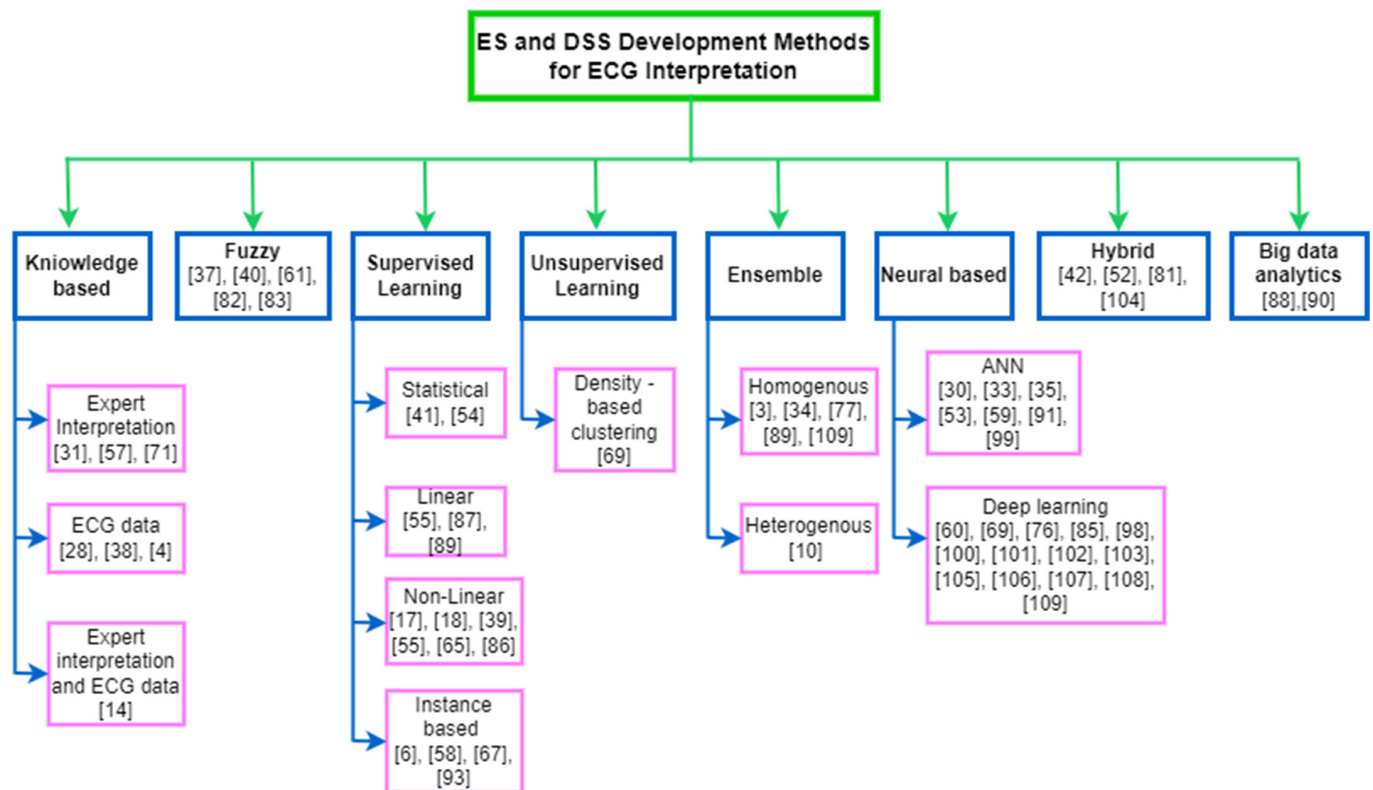 ES and DSS Development Methods
for ECG Interpretation
Kniowledge
based
Fuzzy
[37], [40], [61],
[82], [83]
Supervised
Learning
Unsupervised
Learning
Ensemble
Neural based
Hybrid
[42], [52], [81],
[104]
Big data
analytics
[88],[90]
Expert
Interpretation
[31], [57], [71]
ECG data
[28], [38], [4]
Expert
interpretation
and ECG data
[14]
Statistical
[41], [54]
Linear
[55], [87],
[89]
Non-Linear
[17], [18], [39],
[55], [65], [86]
Instance
based
[6], [58], [67],
[93]
Density -
based
clustering
[69]
Homogenous
[3], [34], [77],
[89], [109]
Heterogenous
[10]
ANN
[30], [33], [35],
[53], [59], [91],
[99]
Deep learning
[60], [69], [76], [85], [98],
[100], [101], [102], [103],
[105], [106], [107], [108],
[109]